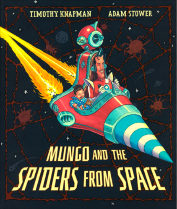 TIMOTHY KNAPMAN ADAM STOWER
MUNGO AND THE
SPIDERS FROM SPACE